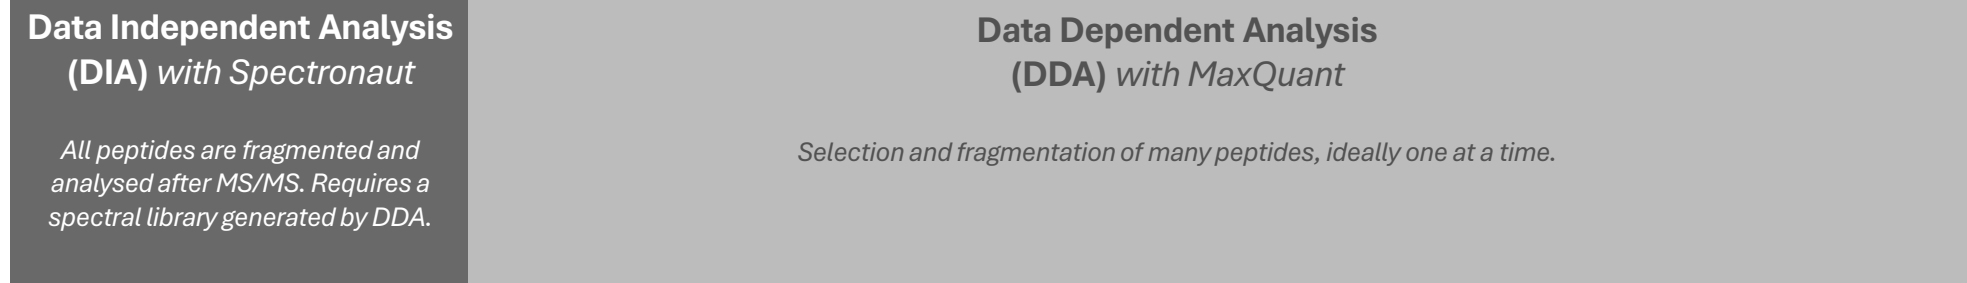 Data Independent Analysis
(DIA) with Spectronaut
All peptides are fragmented and
analysed after MS/MS. Requires a
spectral library generated by DDA.
Data Dependent Analysis
(DDA) with MaxQuant
Selection and fragmentation of many peptides, ideally one at a time.